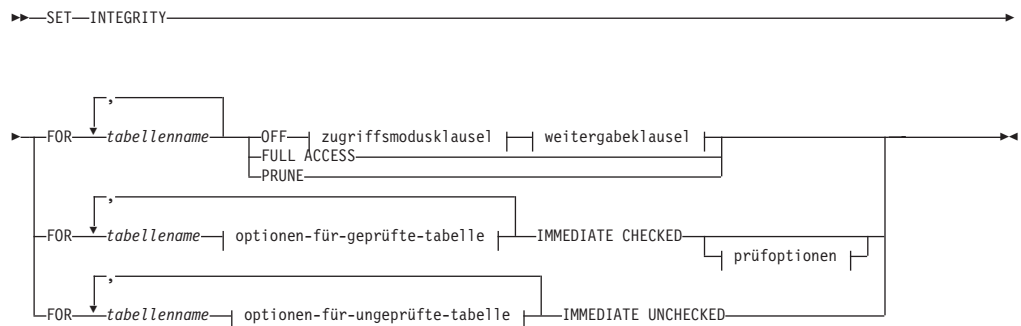 SET INTEGRITY
,
FOR tabellenname OFF zugriffsmodusklausel weitergabeklausel
FULL ACCESS
PRUNE
,
FOR tabellename optionen-für-geprüfte-tabelle IMMEDIATE CHECKED
prüfoptionen
,
FOR tabellenname optionen-für-ungeprüfte-tabelle IMMEDIATE UNCHECKED